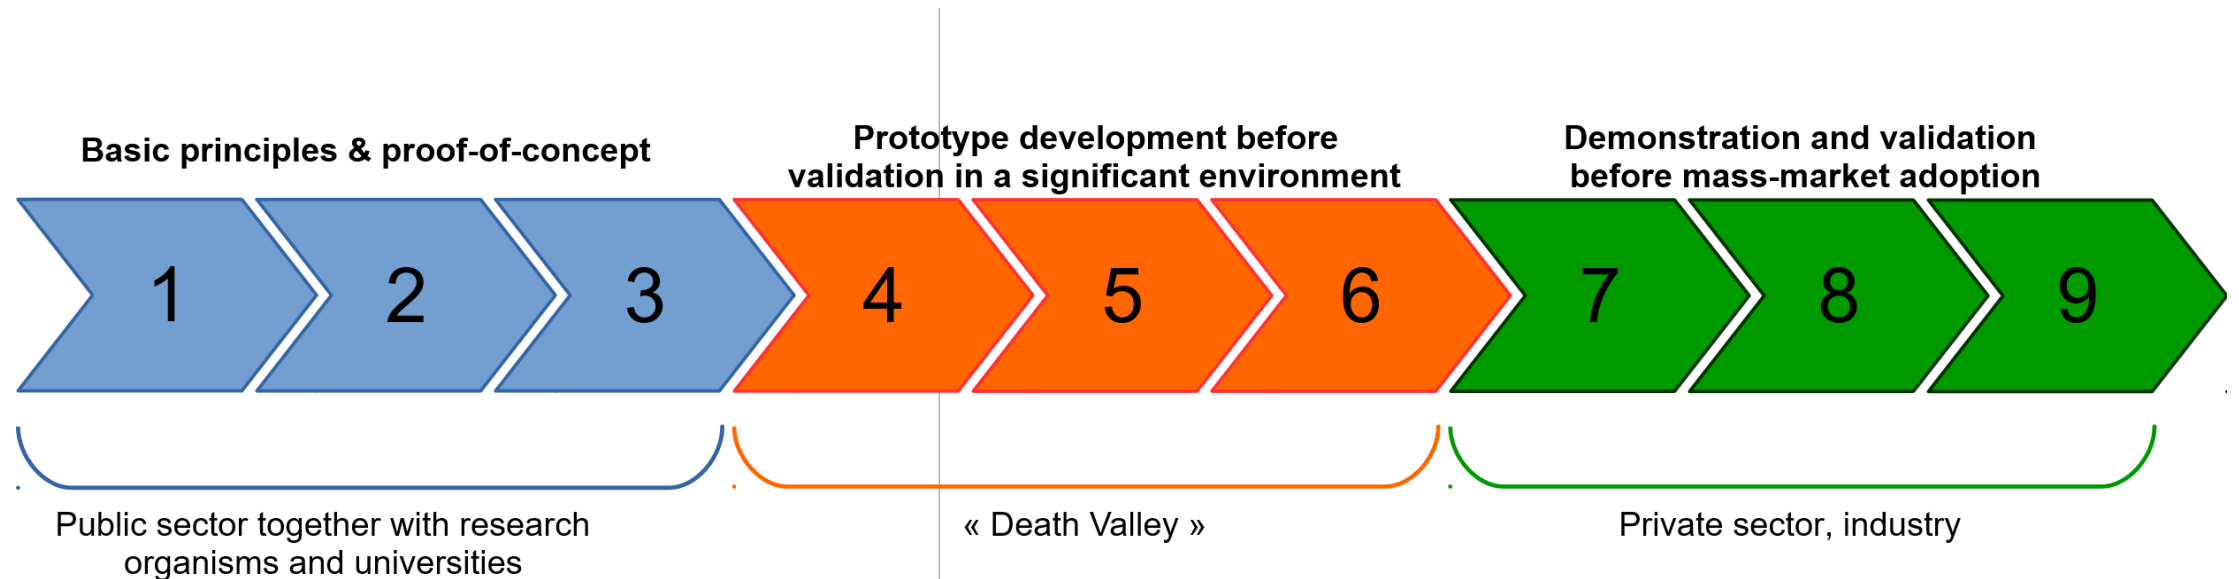 Basic principles & proof-of-concept
Prototype development before
validation in a significant environment
Demonstration and validation
before mass-market adoption
1
2
3
4
5
6
7
8
9
Public sector together with research
organisms and universities
« Death Valley »
Private sector, industry